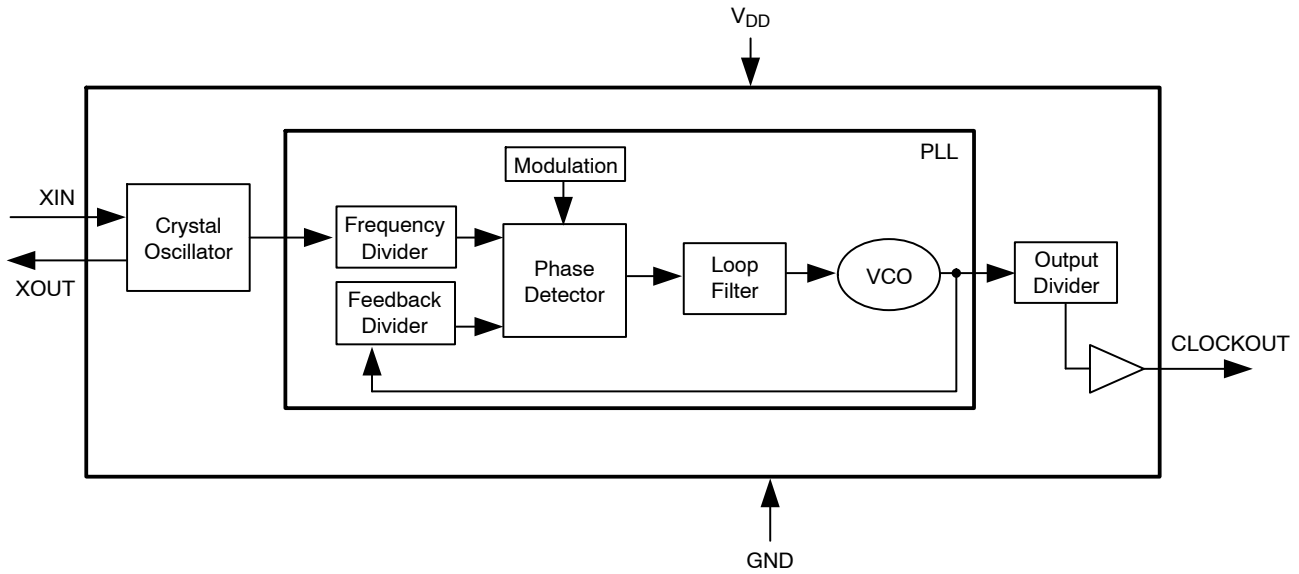 VDD
PLL
Modulation
XIN
XOUT
Crystal
Oscillator
Frequency
Divider
Feedback
Divider
Phase
Detector
Loop
Filter
VCO
Output
Divider
CLOCKOUT
GND